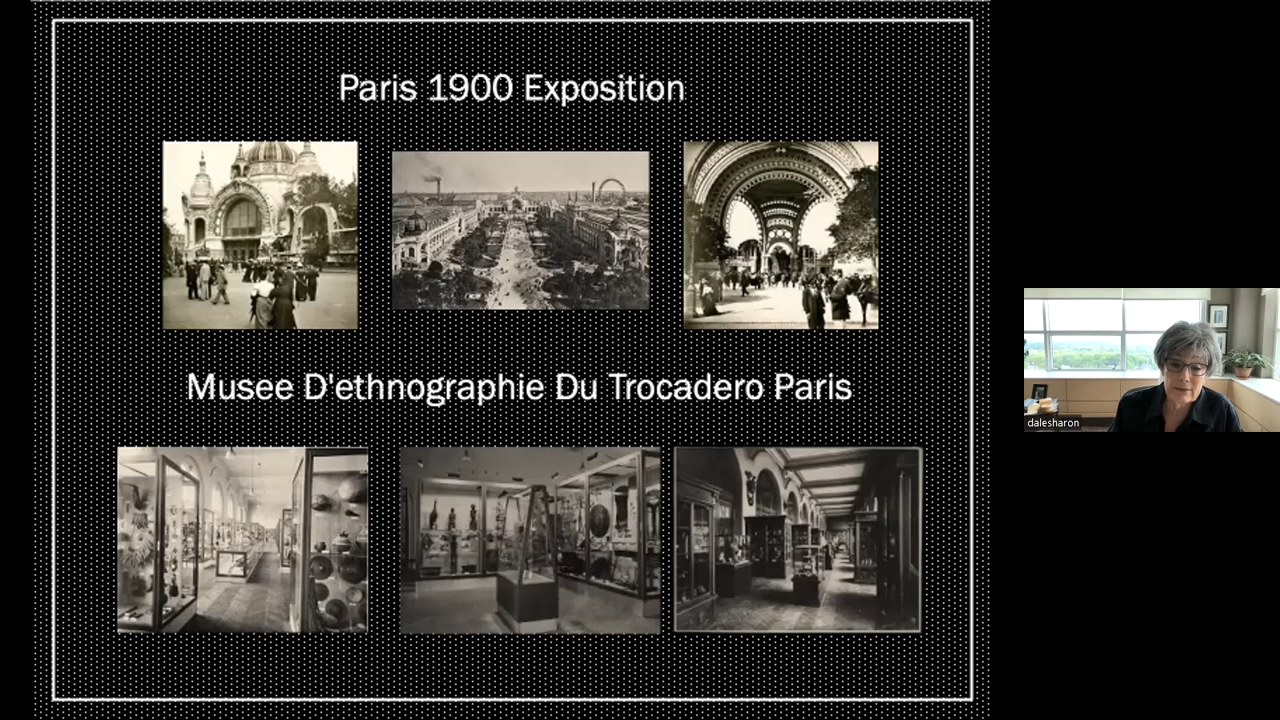 Paris 1900 Exposition
Musee D'ethnographie Du Trocadero Paris
dalesharon